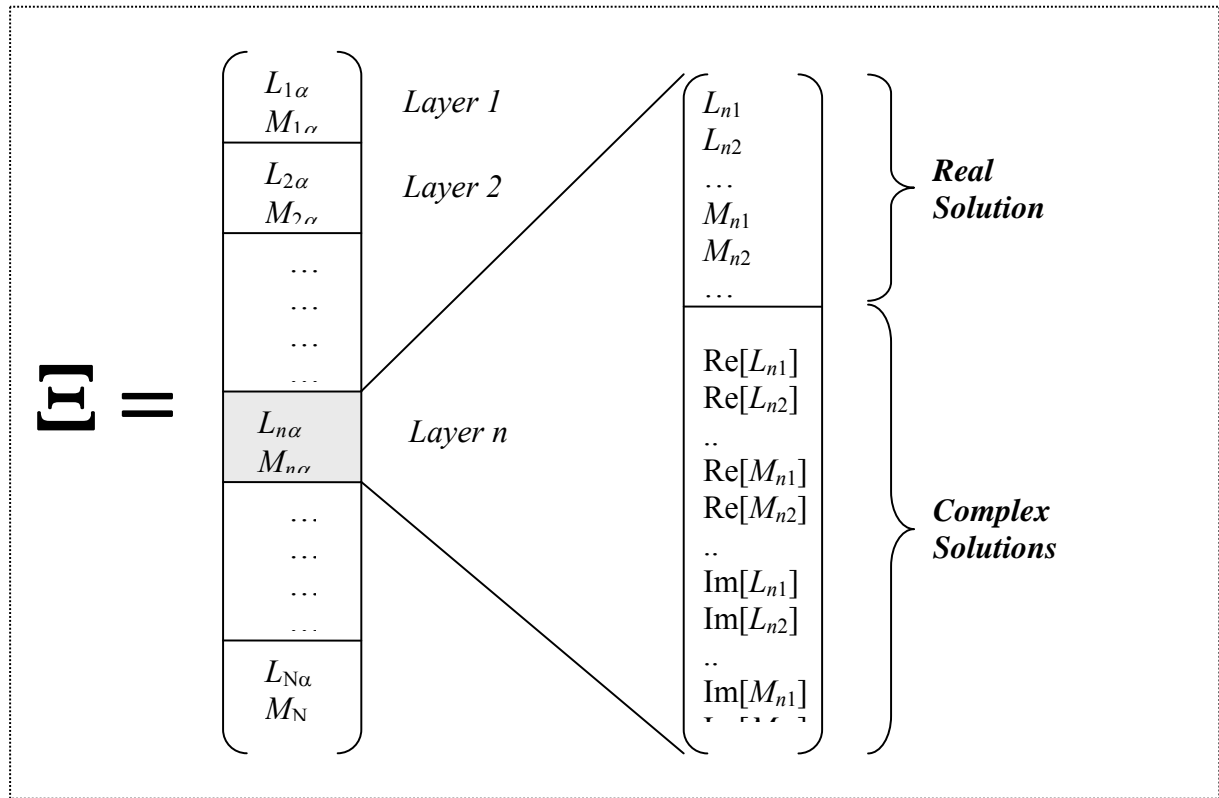 Ξ =
L1α
M1α
Layer 1
L2α
M2α
Layer 2
…
…
…
…
Lnα
Mnα
Layer n
…
…
…
…
LNα
MN
Ln1
Ln2
…
Mn1
Mn2
…
Real
Solution
Re[Ln1]
Re[Ln2]
..
Re[Mn1]
Re[Mn2]
..
Im[Ln1]
Im[Ln2]
..
Im[Mn1]
Complex
Solutions